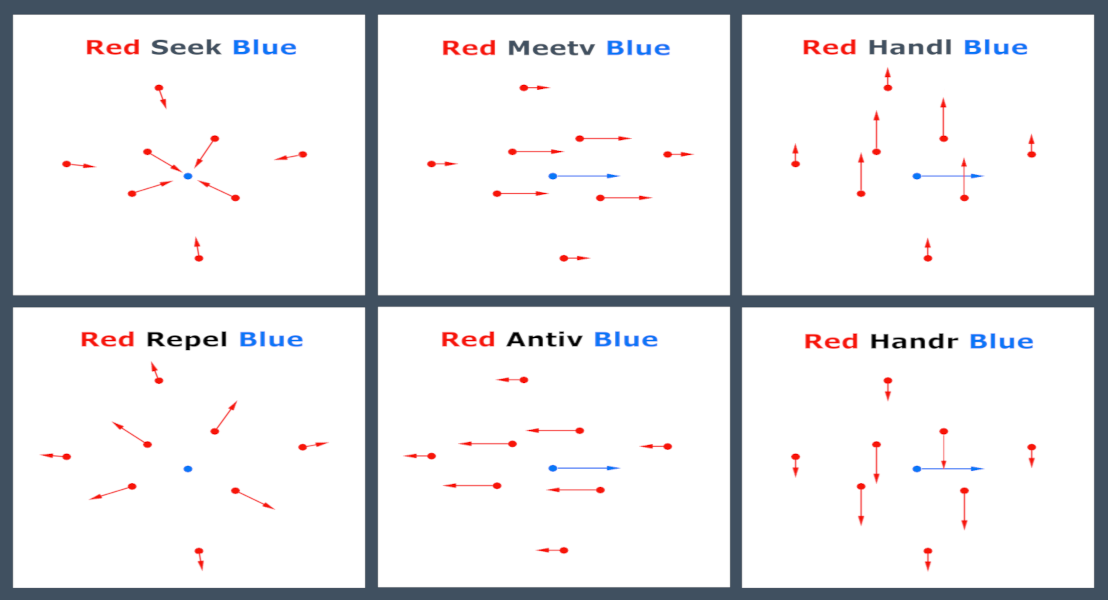 Red Seek Blue
Red Meetv Blue
Red Handl Blue
Red Repel Blue
Red Antiv Blue
Red Handr Blue